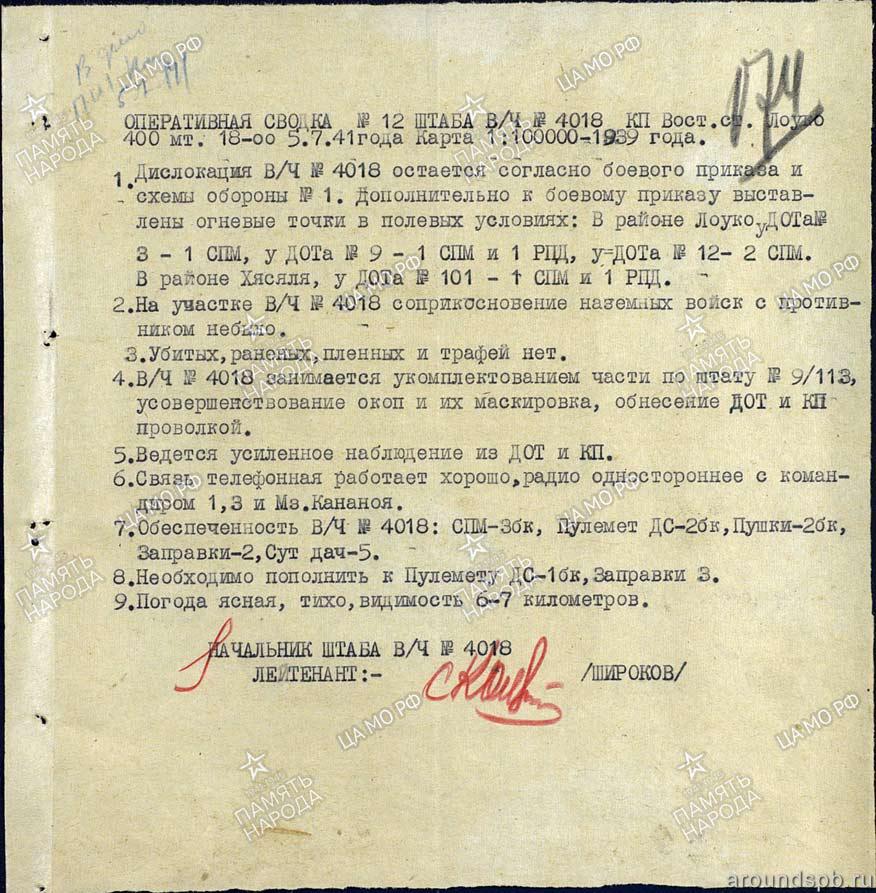 В дело
174
ОПЕРАТИВНАЯ СВОДКА № 12 ШТАБА В/Ч № 4018 КП Вост.ст. Лоуко
400 мт. 18-оо 5.7.41года Карта 1:100000-1939 года.
1. Дислокация В/Ч № 4018 остается согласно боевого приказа и
схемы обороны № 1. Дополнительно к боевому приказу выстав-
лены огневые точки в полевых условиях: В районе Лоуко у ДОТа№
3 - 1 СПМ, у ДОТа № 9 - 1 СПМ и 1 РПД, у-ДОТа № 12- 2 СПМ.
В районе Хясяля, у ДОТа № 101 - 1 СПМ и 1 РПД.
2.На участке В/Ч № 4018 соприкосновение наземных войск с против-
ником небыло.
3.Убитых,раненых,пленных и трафей нет.
4.В/Ч № 4018 занимается укомплектованием части по штату № 9/113,
усовершенствование окоп и их маскировка, обнесение ДОТ и КП
проволкой.
5.Ведется усиленное наблюдение из ДОТ и КП.
6.Связь телефонная работает хорошо,радио одностороннее с коман-
диром 1,3 и Мз.Кананоя.
7.Обеспеченность В/Ч № 4018: СПМ-3бк, Пулемет ДС-2бк,Пушки-2бк,
Заправки-2,Сут дач-5.
8.Необходимо пополнить к Пулемету ДС-1бк,Заправки 3.
9.Погода ясная, тихо,видимость 6-7 километров.
НАЧАЛЬНИК ШТАБА В/Ч № 4018
ЛЕЙТЕНАНТ:- /ШИРОКОВ/
ПАМЯТЬ НАРОДА
ЦАМО.РФ
aroundspb.ru